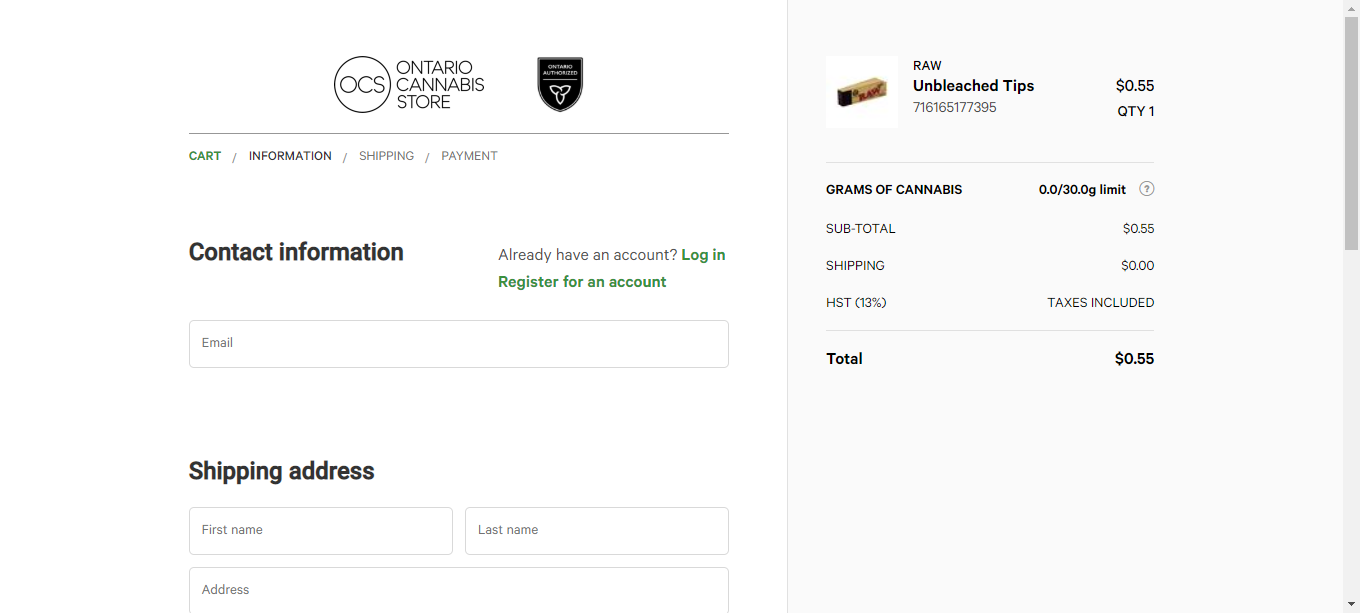 OCS
ONTARIO
CANNABIS
STORE
ONTARIO
AUTHORIZED
CART / INFORMATION / SHIPPING / PAYMENT
Contact information
Already have an account? Log in
Register for an account
Email
Shipping address
First name
Last name
Address
RAW
RAW
Unbleached Tips
$0.55
716165177395
QTY 1
GRAMS OF CANNABIS
0.0/30.0g limit ?
SUB-TOTAL
$0.55
SHIPPING
$0.00
HST (13%)
TAXES INCLUDED
Total
$0.55